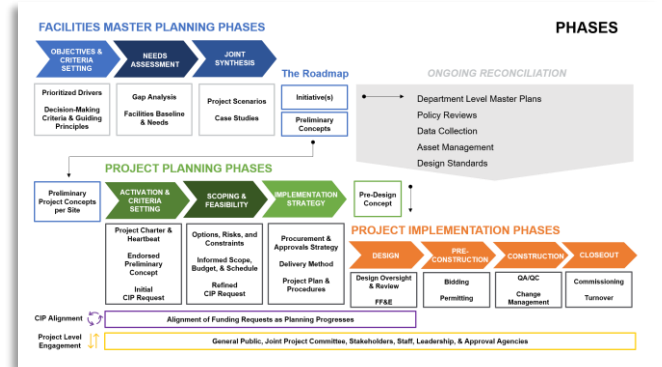 FACILITIES MASTER PLANNING PHASES
PHASES
OBJECTIVES &
CRITERIA
SETTING
NEEDS
ASSESSMENT
JOINT
SYNTHESIS
The Roadmap
ONGOING RECONCILIATION
Prioritized Drivers
Decision-Making
Criteria & Guiding
Principles
Gap Analysis
Facilities Baseline
& Needs
Project Scenarios
Case Studies
Initiative(s)
Preliminary
Concepts
Department Level Master Plans
Policy Reviews
Data Collection
Asset Management
Design Standards
PROJECT PLANNING PHASES
Preliminary
Project Concepts
per Site
ACTIVATION &
CRITERIA
SETTING
SCOPING &
FEASIBILITY
IMPLEMENTATION
STRATEGY
Pre-Design
Concept
Project Charter &
Heartbeat
Endorsed
Preliminary
Concept
Initial
CIP Request
Options, Risks, and
Constraints
Informed Scope,
Budget, & Schedule
Refined
CIP Request
Procurement &
Approvals Strategy
Delivery Method
Project Plan &
Procedures
PROJECT IMPLEMENTATION PHASES
DESIGN
PRE-
CONSTRUCTION
CONSTRUCTION
CLOSEOUT
Design Oversight
& Review
FF&E
Bidding
Permitting
QA/QC
Change
Management
Commissioning
Turnover
CIP Alignment
Alignment of Funding Requests as Planning Progresses
Project Level
Engagement
General Public, Joint Project Committee, Stakeholders, Staff, Leadership, & Approval Agencies